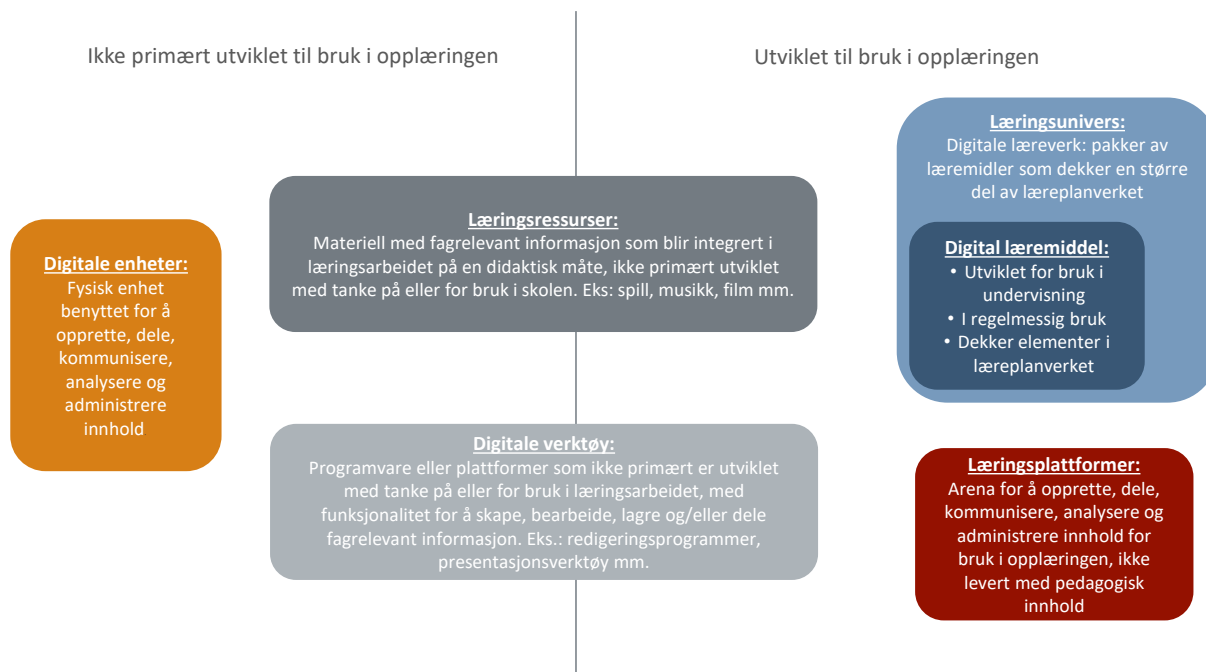 Ikke primært utviklet til bruk i opplæringen
Utviklet til bruk i opplæringen
Digitale enheter:
Fysisk enhet
benyttet for å
opprette, dele,
kommunisere,
analysere og
administrere
innhold
Læringsressurser:
Materiell med fagrelevant informasjon som blir integrert i
læringsarbeidet på en didaktisk måte, ikke primært utviklet
med tanke på eller for bruk i skolen. Eks: spill, musikk, film mm.
Digitale verktøy:
Programvare eller plattformer som ikke primært er utviklet
med tanke på eller for bruk i læringsarbeidet, med
funksjonalitet for å skape, bearbeide, lagre og/eller dele
fagrelevant informasjon. Eks.: redigeringsprogrammer,
presentasjonsverktøy mm.
Læringsunivers:
Digitale læreverk: pakker av
læremidler som dekker en større
del av læreplanverket
Digital læremiddel:
• Utviklet for bruk i
undervisning
• I regelmessig bruk
• Dekker elementer i
læreplanverket
Læringsplattformer:
Arena for å opprette, dele,
kommunisere, analysere og
administrere innhold for
bruk i opplæringen, ikke
levert med pedagogisk
innhold